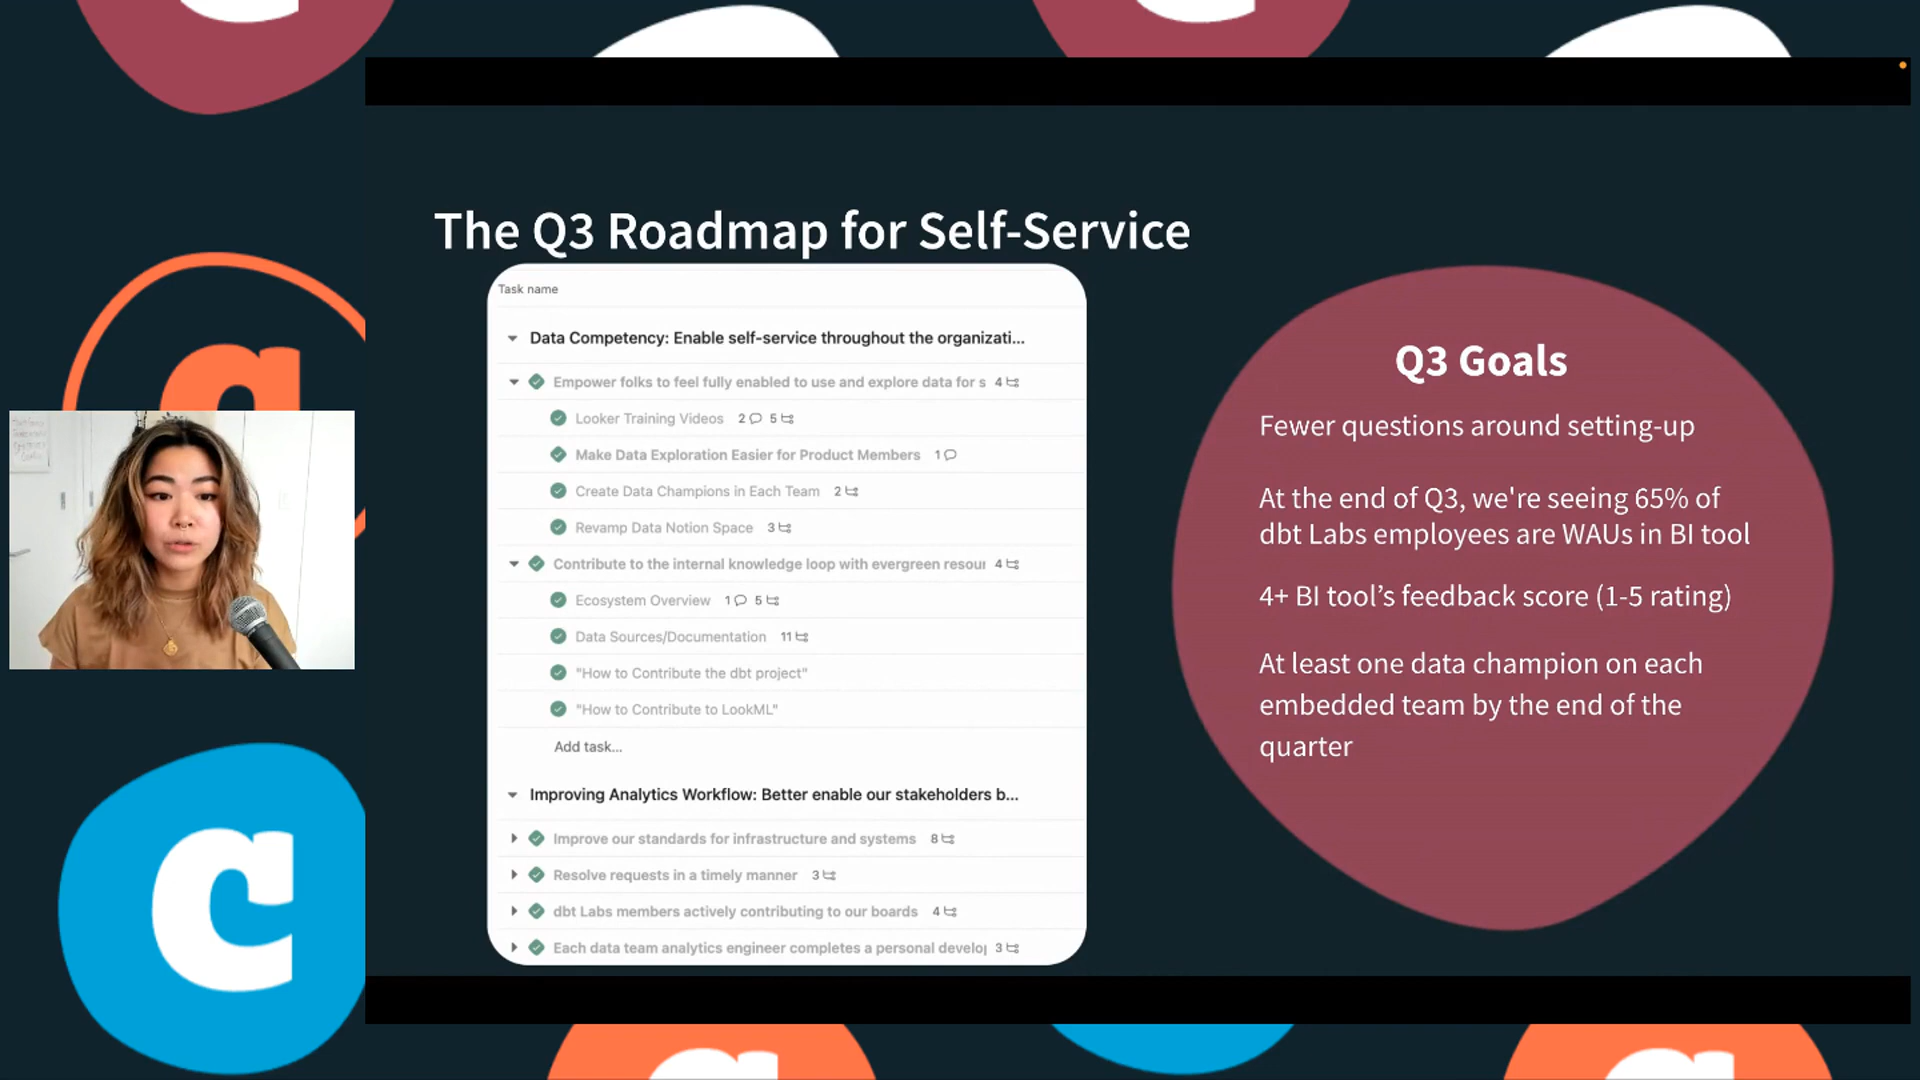 The Q3 Roadmap for Self-Service
Task name
Data Competency: Enable self-service throughout the organizati...
Empower folks to feel fully enabled to use and explore data for s 4
Looker Training Videos 2 5
Make Data Exploration Easier for Product Members 1
Create Data Champions in Each Team 2
Revamp Data Notion Space 3
Contribute to the internal knowledge loop with evergreen resour 4
Ecosystem Overview 1 5
Data Sources/Documentation 11
"How to Contribute the dbt project"
"How to Contribute to LookML"
Add task...
Improving Analytics Workflow: Better enable our stakeholders b...
Improve our standards for infrastructure and systems 8
Resolve requests in a timely manner 3
dbt Labs members actively contributing to our boards 4
Each data team analytics engineer completes a personal develop 3
Q3 Goals
Fewer questions around setting-up
At the end of Q3, we're seeing 65% of
dbt Labs employees are WAUs in BI tool
4+ BI tool’s feedback score (1-5 rating)
At least one data champion on each
embedded team by the end of the
quarter
c